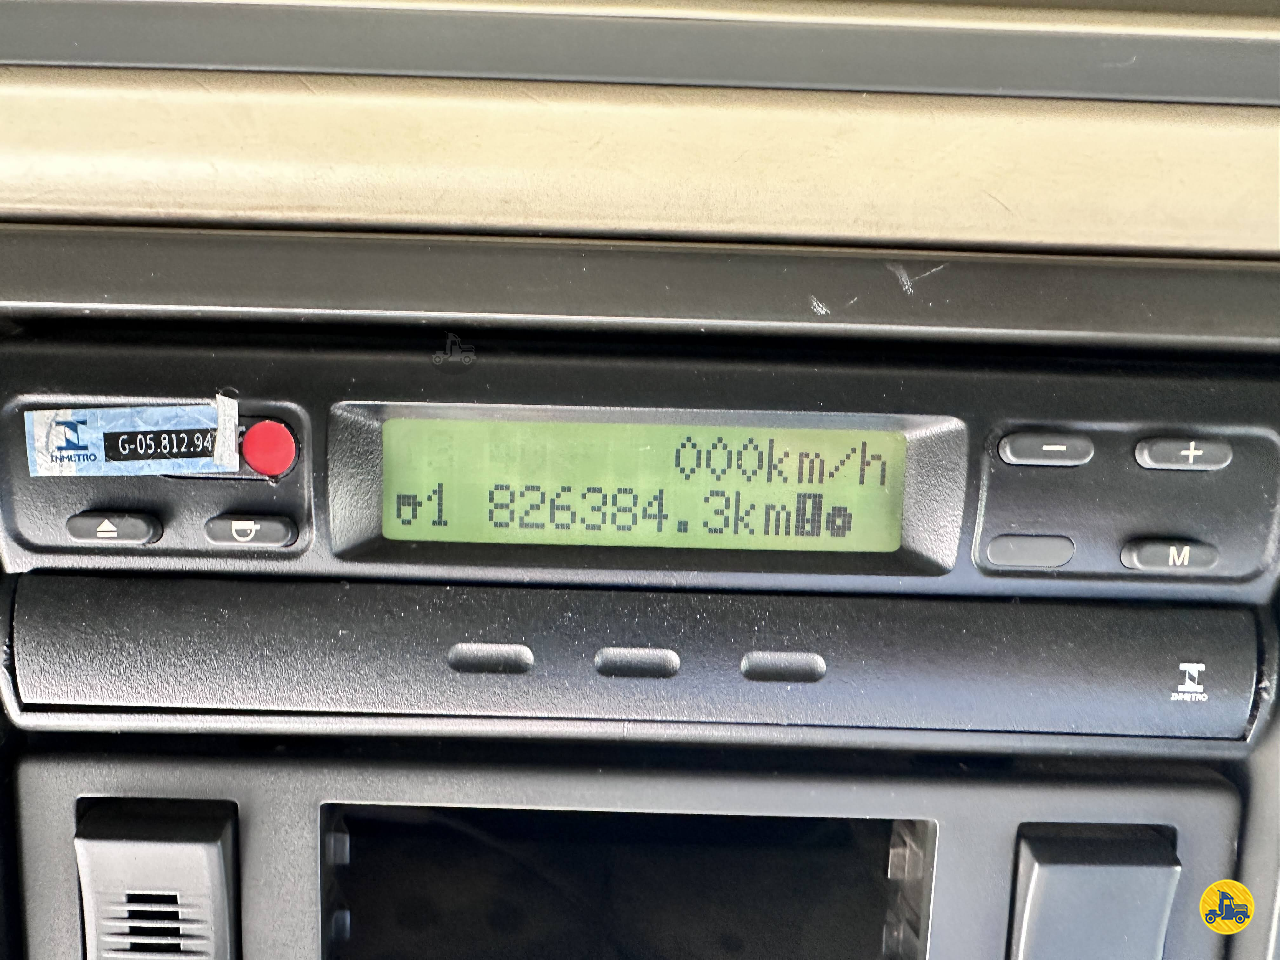 INMETRO
G-05.812.94
000km/h
1 826384.3km
− +
M
INMETRO